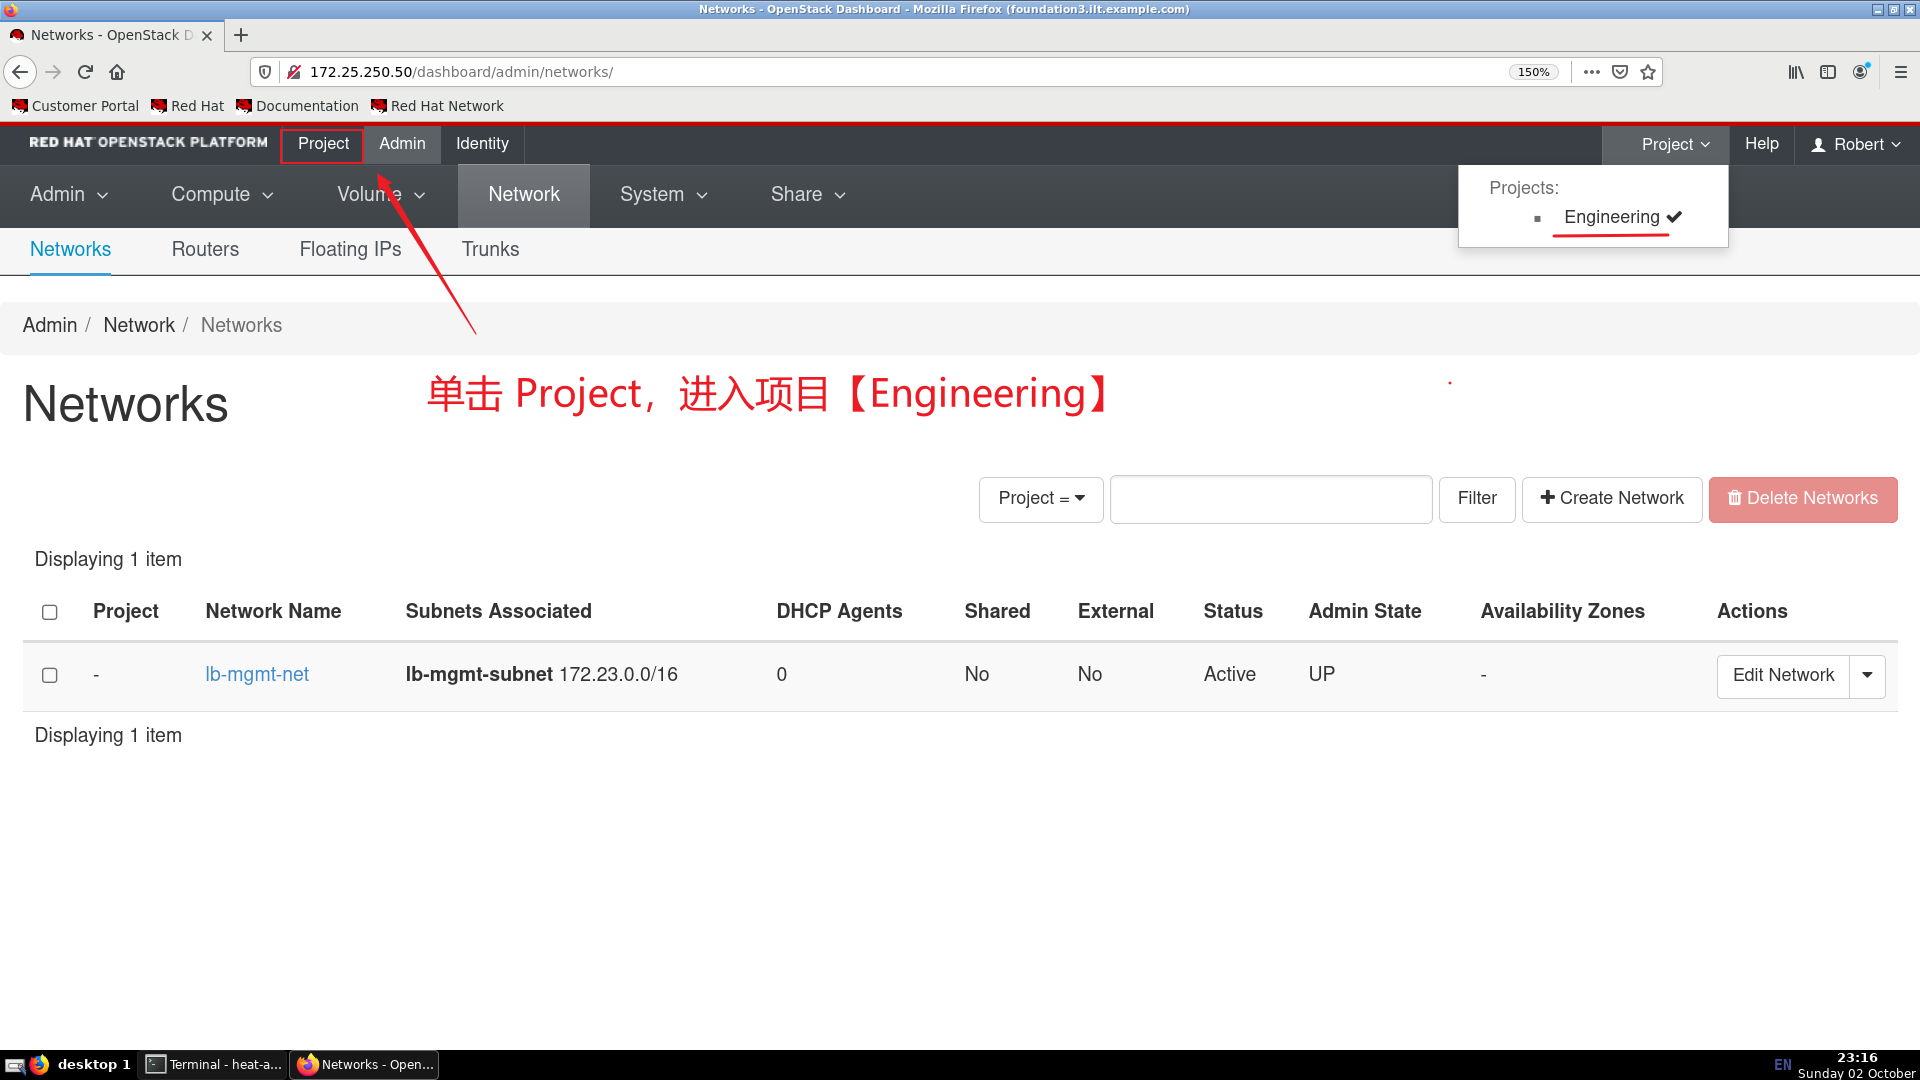 Networks - OpenStack Dashboard - Mozilla Firefox (foundation3.ilt.example.com)
Networks - OpenStack D
172.25.250.50/dashboard/admin/networks/
150%
Customer Portal Red Hat Documentation Red Hat Network
RED HAT OPENSTACK PLATFORM Project Admin Identity Project Help Robert
Admin Compute Volume Network System Share
Projects:
Engineering
Networks Routers Floating IPs Trunks
Admin / Network / Networks
Networks
单击 Project，进入项目【Engineering】
Project = Filter Create Network Delete Networks
Displaying 1 item
Project Network Name Subnets Associated DHCP Agents Shared External Status Admin State Availability Zones Actions
- lb-mgmt-net lb-mgmt-subnet 172.23.0.0/16 0 No No Active UP - Edit Network
Displaying 1 item
desktop 1 Terminal - heat-a... Networks - Open... EN 23:16
Sunday 02 October